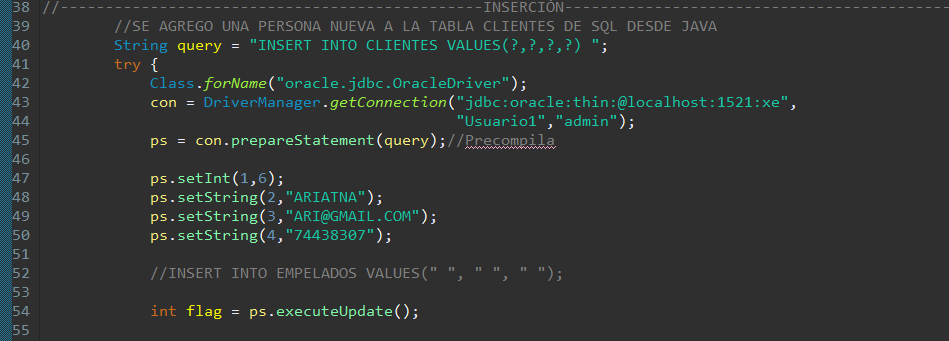 38 //-----------------------------------------------INSERCIÓN-------------------------------------------
39 //SE AGREGO UNA PERSONA NUEVA A LA TABLA CLIENTES DE SQL DESDE JAVA
40 String query = "INSERT INTO CLIENTES VALUES(?,?,?,?) ";
41 try {
42 Class.forName("oracle.jdbc.OracleDriver");
43 con = DriverManager.getConnection("jdbc:oracle:thin:@localhost:1521:xe",
44 "Usuario1","admin");
45 ps = con.prepareStatement(query);//Precompila
46
47 ps.setInt(1,6);
48 ps.setString(2,"ARIATNA");
49 ps.setString(3,"ARI@GMAIL.COM");
50 ps.setString(4,"74438307");
51
52 //INSERT INTO EMPELADOS VALUES(" ", " ", " ");
53
54 int flag = ps.executeUpdate();
55